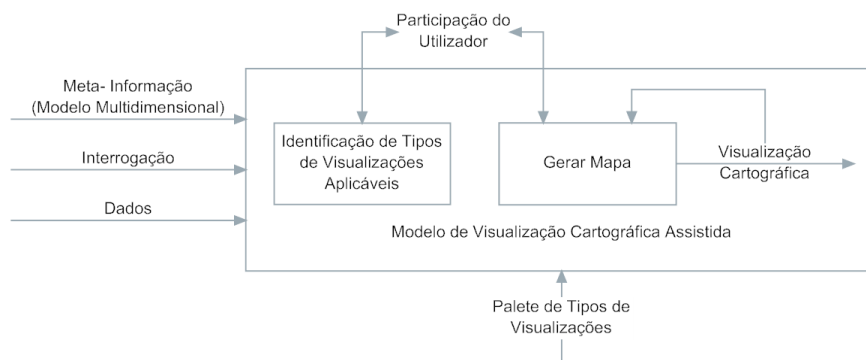 Participação do
Utilizador
Meta- Informação
(Modelo Multidimensional)
Interrogação
Dados
Identificação de Tipos
de Visualizações
Aplicáveis
Gerar Mapa
Visualização
Cartográfica
Modelo de Visualização Cartográfica Assistida
Palete de Tipos de
Visualizações